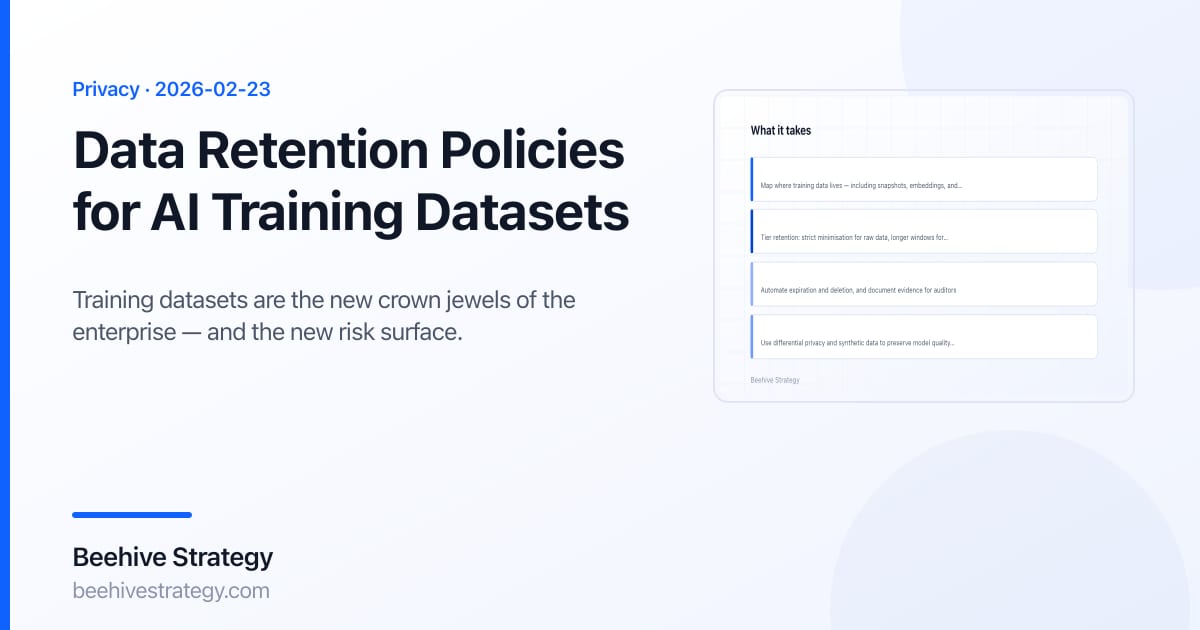 Privacy · 2026-02-23
Data Retention Policies
for AI Training Datasets
Training datasets are the new crown jewels of the
enterprise — and the new risk surface.
Beehive Strategy
beehivestrategy.com
What it takes
Map where training data lives — including snapshots, embeddings, and...
Tier retention: strict minimisation for raw data, longer windows for...
Automate expiration and deletion, and document evidence for auditors
Use differential privacy and synthetic data to preserve model quality...
Beehive Strategy